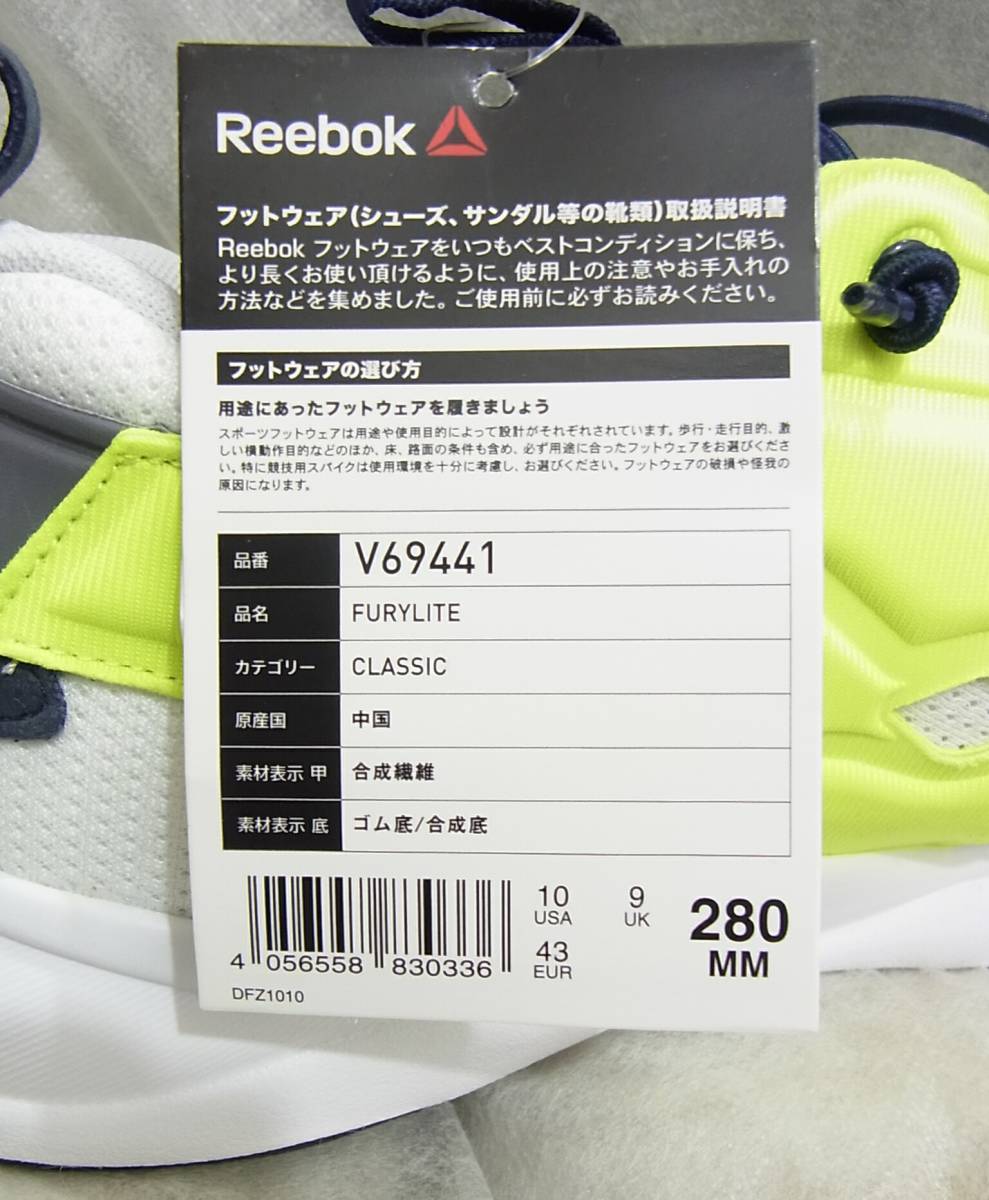 Reebok
フットウェア(シューズ、サンダル等の靴類)取扱説明書
Reebok フットウェアをいつもベストコンディションに保ち、
より長くお使い頂けるように、使用上の注意やお手入れの
方法などを集めました。ご使用前に必ずお読みください。
フットウェアの選び方
用途にあったフットウェアを履きましょう
スポーツフットウェアは用途や使用目的によって設計がそれぞれされています。歩行・走行目的、激
しい横動作目的などのほか、床、路面の条件も含め、必ず用途に合ったフットウェアをお選びくださ
い。特に競技用スパイクは使用環境を十分に考慮し、お選びください。フットウェアの破損や怪我の
原因になります。
品番 V69441
品名 FURYLITE
カテゴリー CLASSIC
原産国 中国
素材表示 甲 合成繊維
素材表示 底 ゴム底/合成底
10 USA
9 UK
43 EUR
280 MM
4 056558 830336
DFZ1010